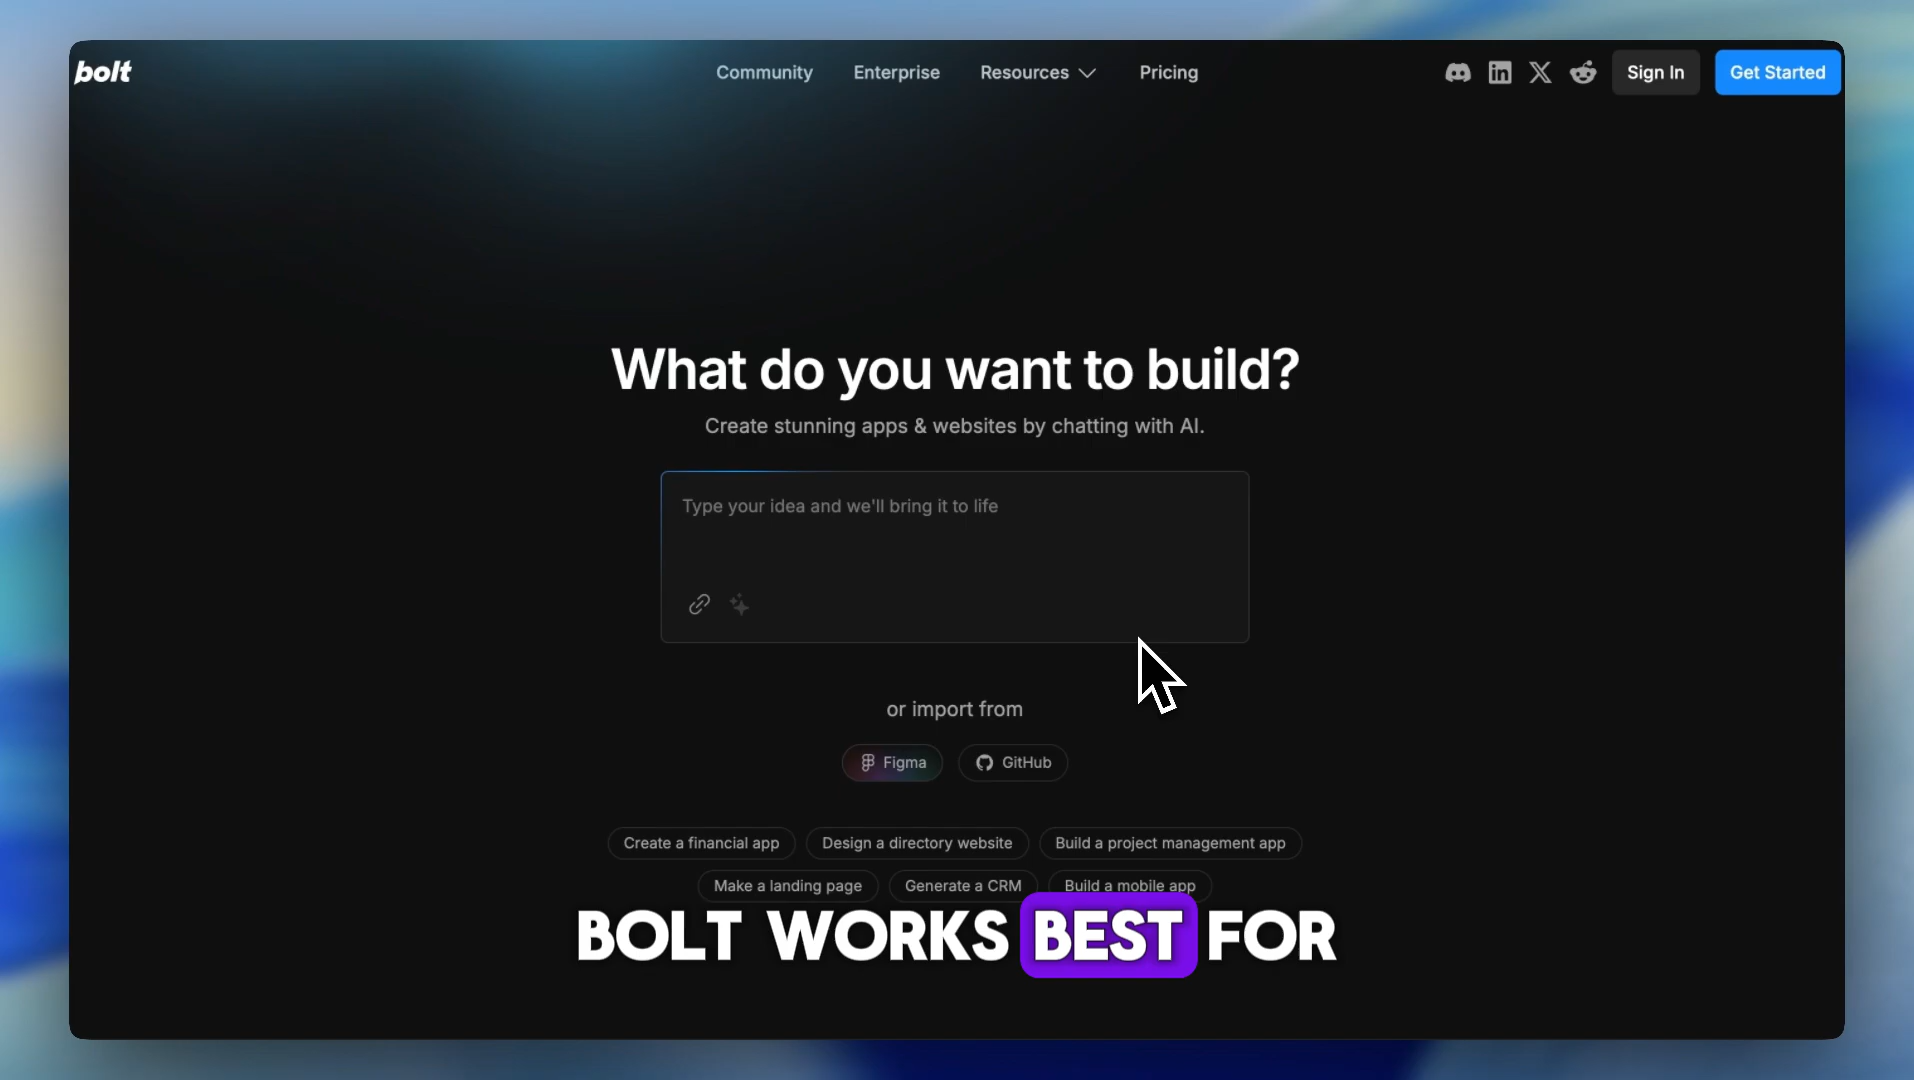 bolt
Community Enterprise Resources Pricing
Sign In Get Started
What do you want to build?
Create stunning apps & websites by chatting with AI.
Type your idea and we'll bring it to life
or import from
Figma GitHub
Create a financial app Design a directory website Build a project management app
Make a landing page Generate a CRM Build a mobile app
BOLT WORKS BEST FOR